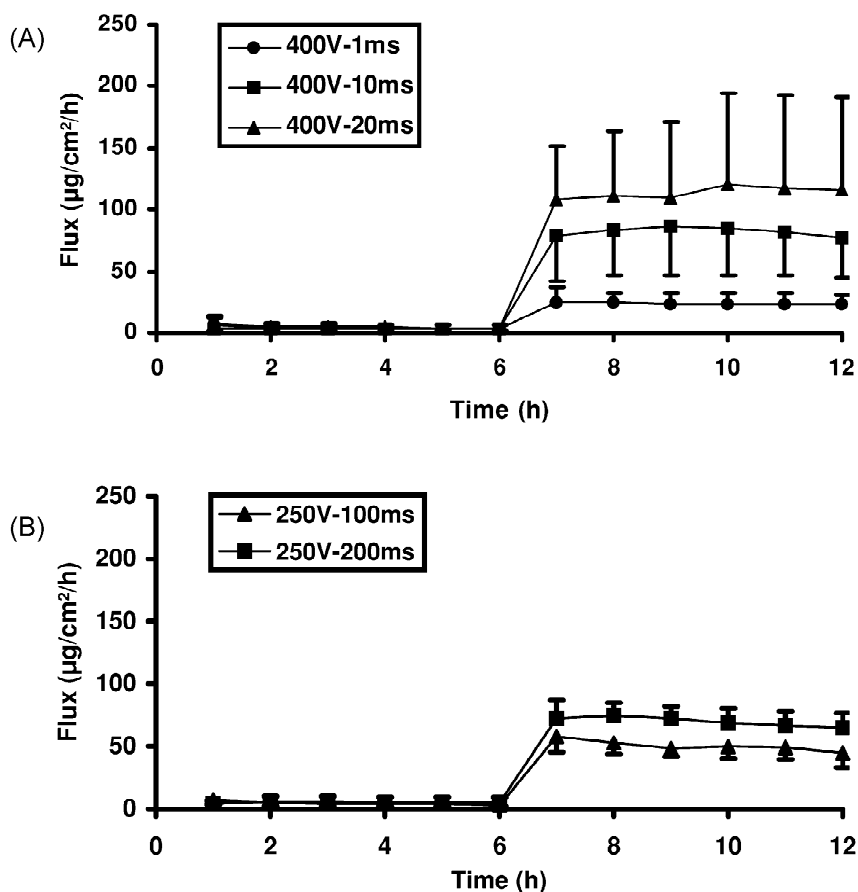 (A)
Flux (µg/cm²/h)
250
200
150
100
50
0
400V-1ms
400V-10ms
400V-20ms
0 2 4 6 8 10 12
Time (h)
(B)
Flux (µg/cm²/h)
250
200
150
100
50
0
250V-100ms
250V-200ms
0 2 4 6 8 10 12
Time (h)